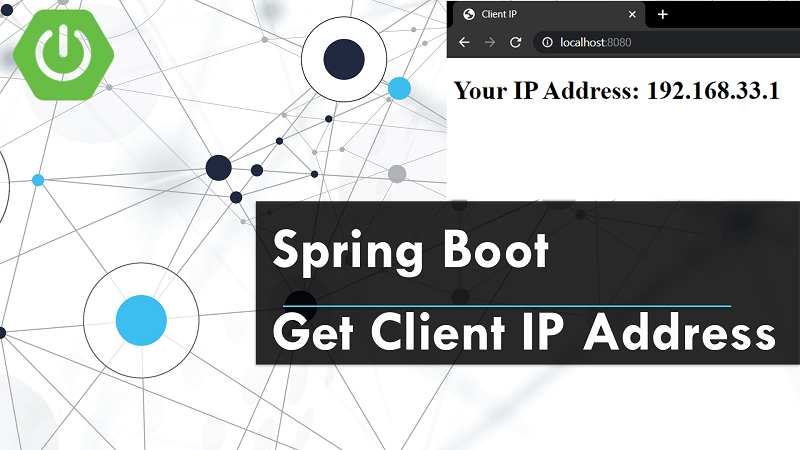 Client IP
localhost:8080
Your IP Address: 192.168.33.1
Spring Boot
Get Client IP Address